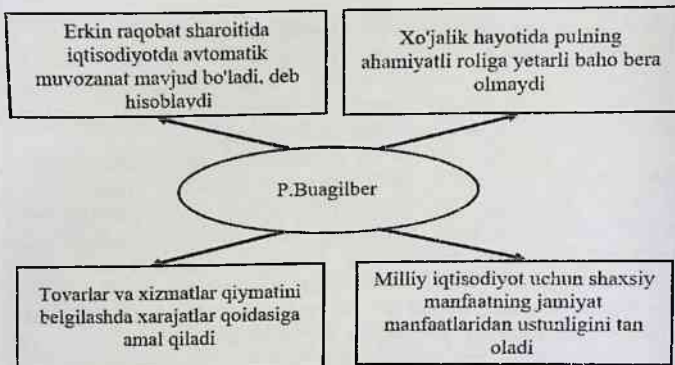 Erkin raqobat sharoitida
iqtisodiyotda avtomatik
muvozanat mavjud bo'ladi, deb
hisoblaydi
Xo'jalik hayotida pulning
ahamiyatli roliga yetarli baho bera
olmaydi
P.Buagilber
Tovarlar va xizmatlar qiymatini
belgilashda xarajatlar qoidasiga
amal qiladi
Milliy iqtisodiyot uchun shaxsiy
manfaatning jamiyat
manfaatlaridan ustunligini tan
oladi